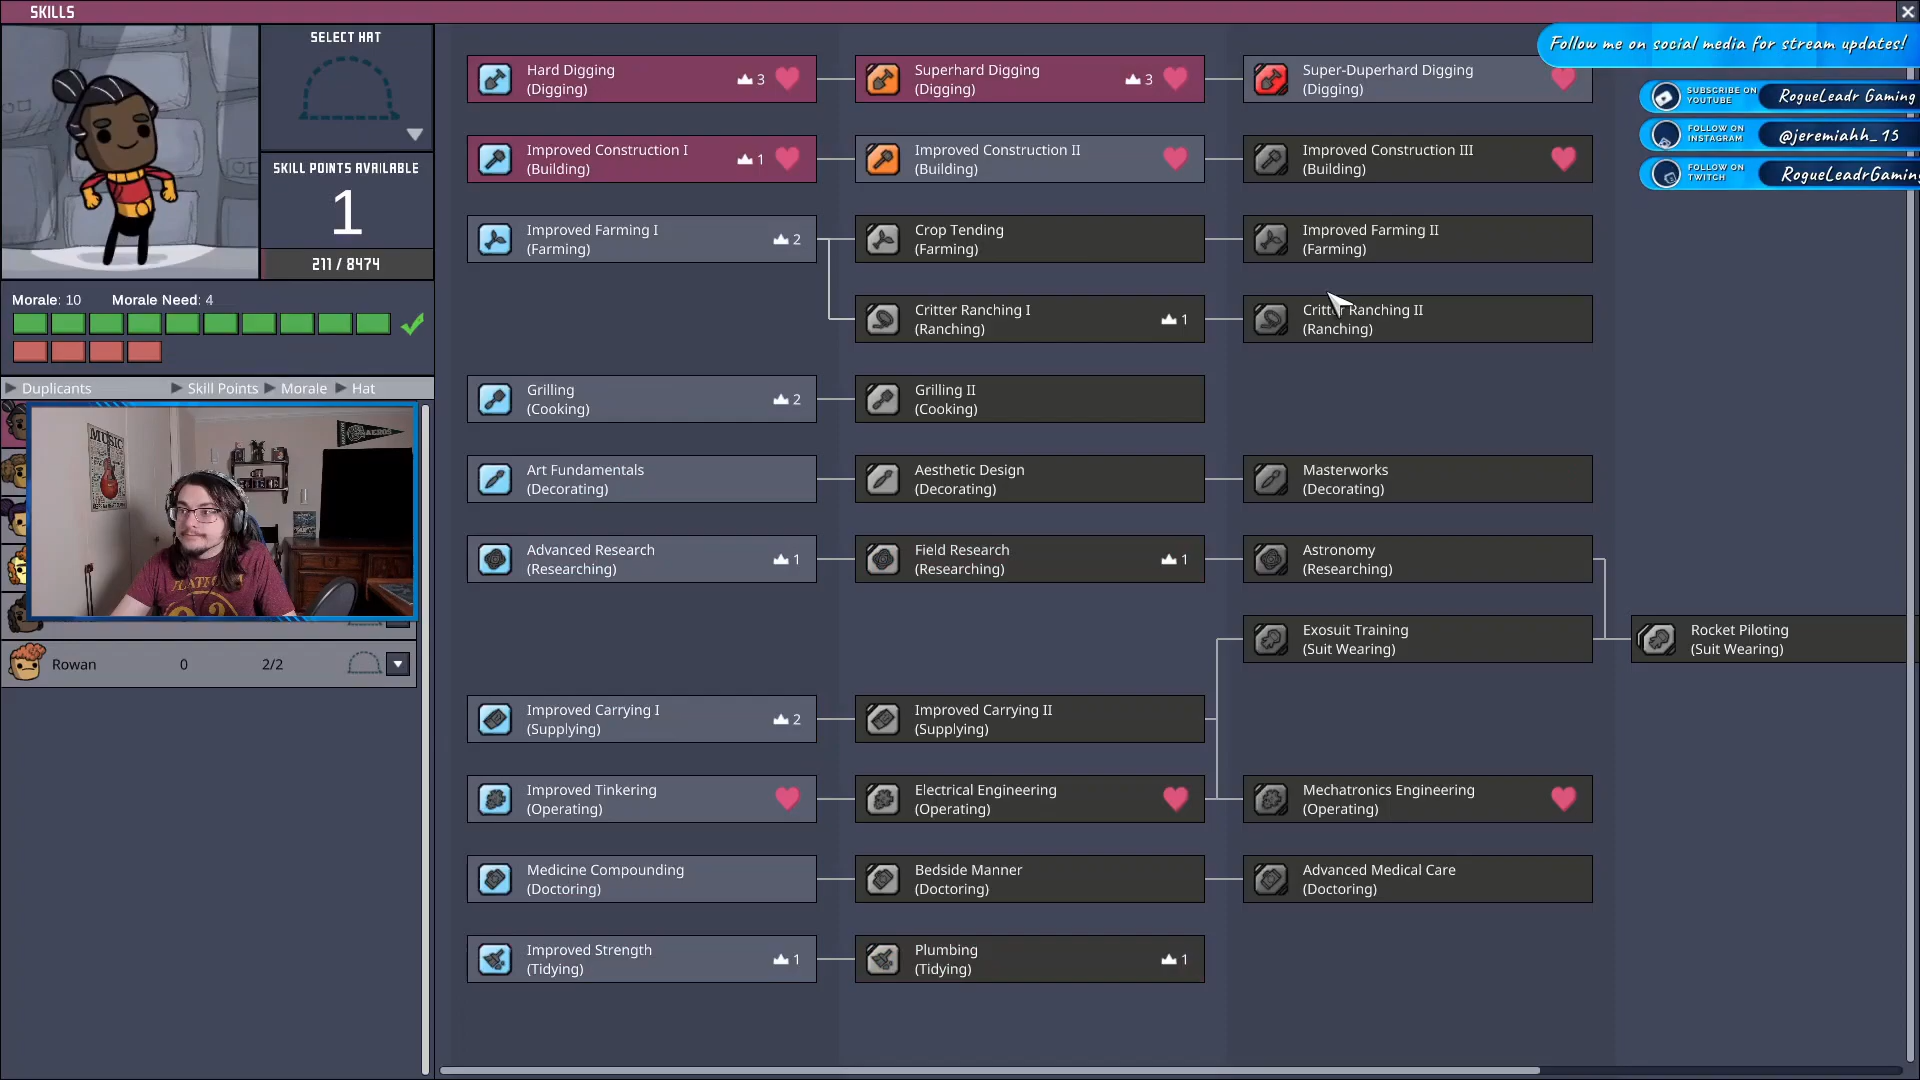 SKILLS
SELECT HAT
SKILL POINTS AVAILABLE
1
211 / 8474
Morale: 10 Morale Need: 4
Duplicants Skill Points Morale Hat
MUSIC
Rowan 0 2/2
Hard Digging
(Digging)
3
Superhard Digging
(Digging)
3
Super-Duperhard Digging
(Digging)
Improved Construction I
(Building)
1
Improved Construction II
(Building)
Improved Construction III
(Building)
Improved Farming I
(Farming)
2
Crop Tending
(Farming)
Improved Farming II
(Farming)
Critter Ranching I
(Ranching)
1
Critter Ranching II
(Ranching)
Grilling
(Cooking)
2
Grilling II
(Cooking)
Art Fundamentals
(Decorating)
Aesthetic Design
(Decorating)
Masterworks
(Decorating)
Advanced Research
(Researching)
1
Field Research
(Researching)
1
Astronomy
(Researching)
Exosuit Training
(Suit Wearing)
Rocket Piloting
(Suit Wearing)
Improved Carrying I
(Supplying)
2
Improved Carrying II
(Supplying)
Improved Tinkering
(Operating)
Electrical Engineering
(Operating)
Mechatronics Engineering
(Operating)
Medicine Compounding
(Doctoring)
Bedside Manner
(Doctoring)
Advanced Medical Care
(Doctoring)
Improved Strength
(Tidying)
1
Plumbing
(Tidying)
1
Follow me on social media for stream updates!
SUBSCRIBE ON
YOUTUBE
RogueLeadr Gaming
FOLLOW ON
INSTAGRAM
@jeremiahh_15
FOLLOW ON
TWITCH
RogueLeadrGaming